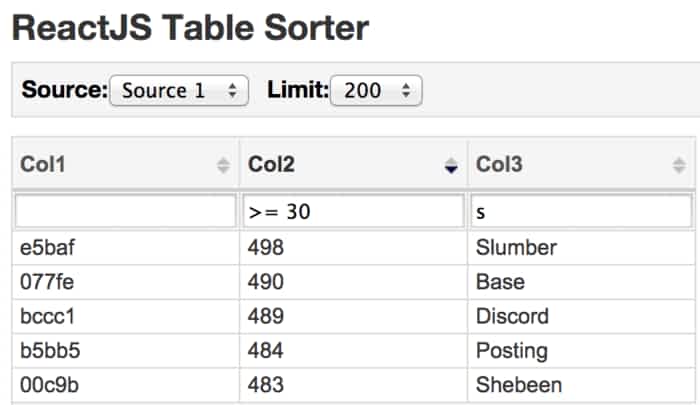 ReactJS Table Sorter
Source: Source 1 Limit: 200
Col1 Col2 Col3
>= 30 s
e5baf 498 Slumber
077fe 490 Base
bccc1 489 Discord
b5bb5 484 Posting
00c9b 483 Shebeen